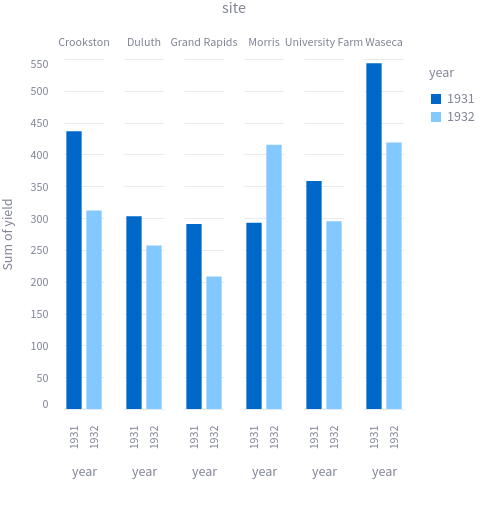 site
Crookston Duluth Grand Rapids Morris University Farm Waseca
year
1931
1932
Sum of yield
550
500
450
400
350
300
250
200
150
100
50
0
1931 1932 1931 1932 1931 1932 1931 1932 1931 1932 1931 1932
year year year year year year